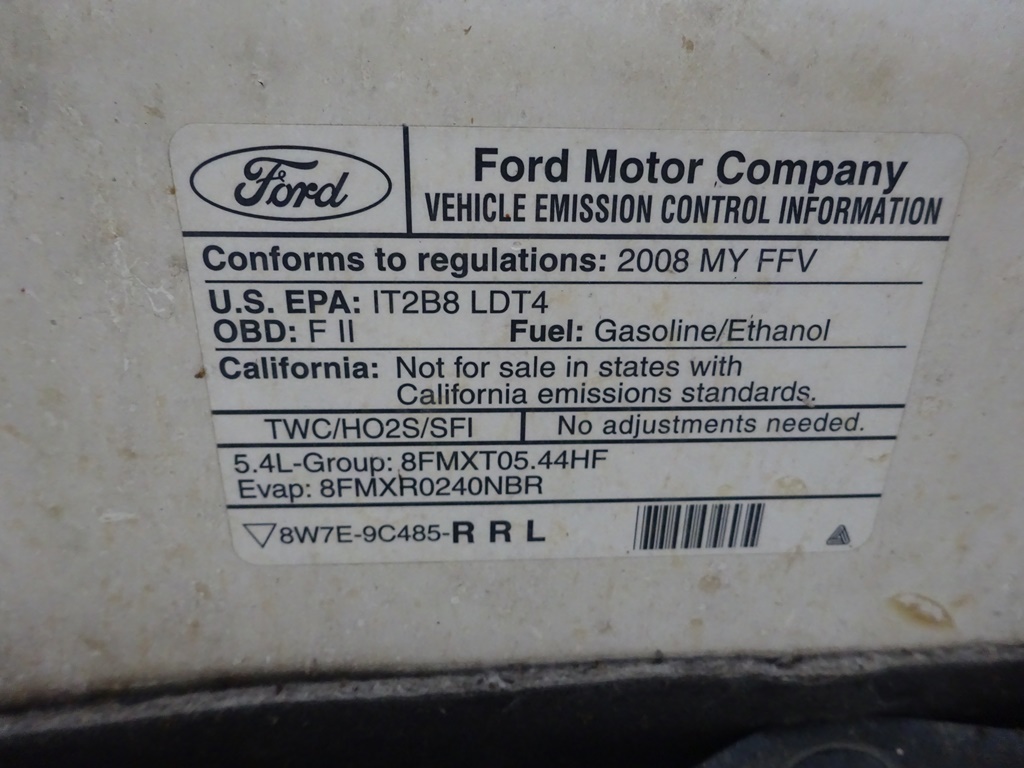 Ford
Ford Motor Company
VEHICLE EMISSION CONTROL INFORMATION
Conforms to regulations: 2008 MY FFV
U.S. EPA: IT2B8 LDT4
OBD: F II Fuel: Gasoline/Ethanol
California: Not for sale in states with
California emissions standards.
TWC/HO2S/SFI No adjustments needed.
5.4L-Group: 8FMXT05.44HF
Evap: 8FMXR0240NBR
8W7E-9C485-R R L